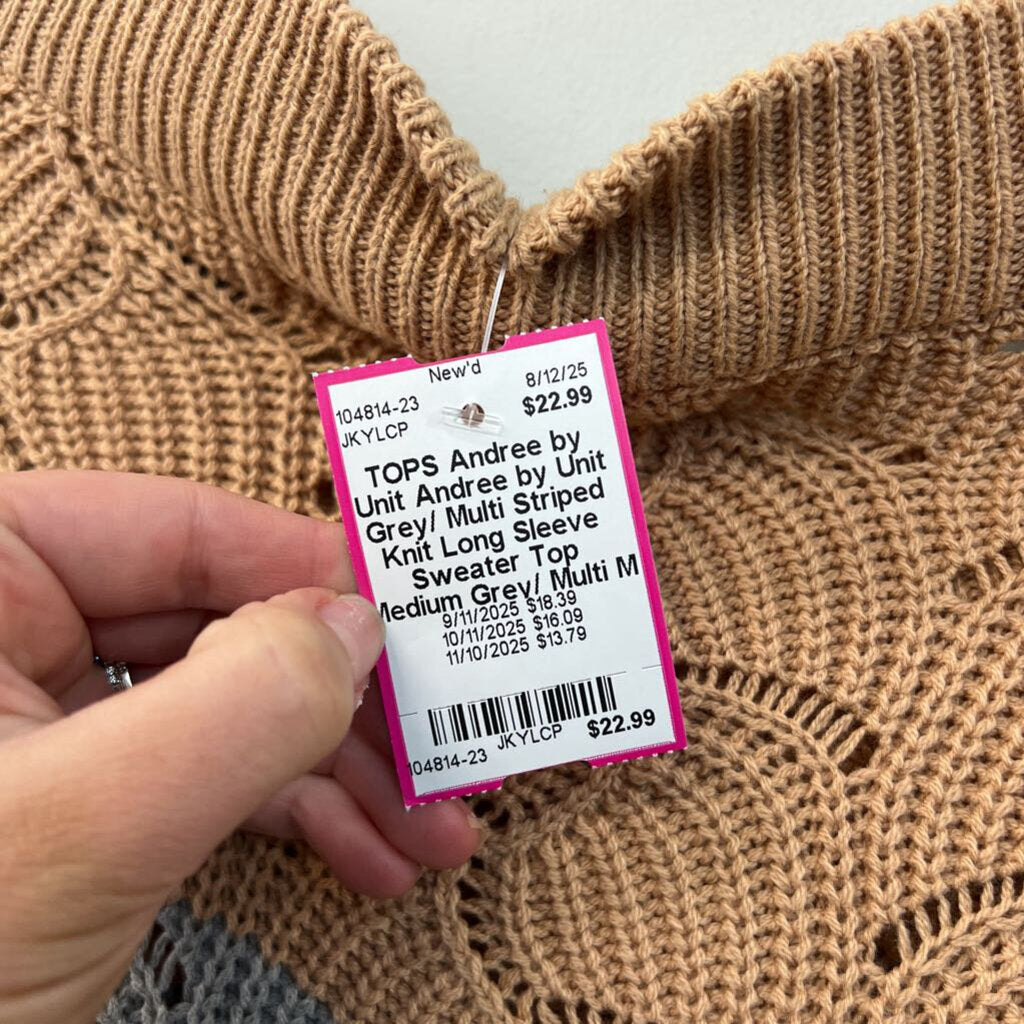 New'd
8/12/25
104814-23
$22.99
JKYLCP
TOPS Andree by
Unit Andree by Unit
Grey/ Multi Striped
Knit Long Sleeve
Sweater Top
Medium Grey/ Multi M
9/11/2025 $18.39
10/11/2025 $16.09
11/10/2025 $13.79
104814-23 JKYLCP $22.99